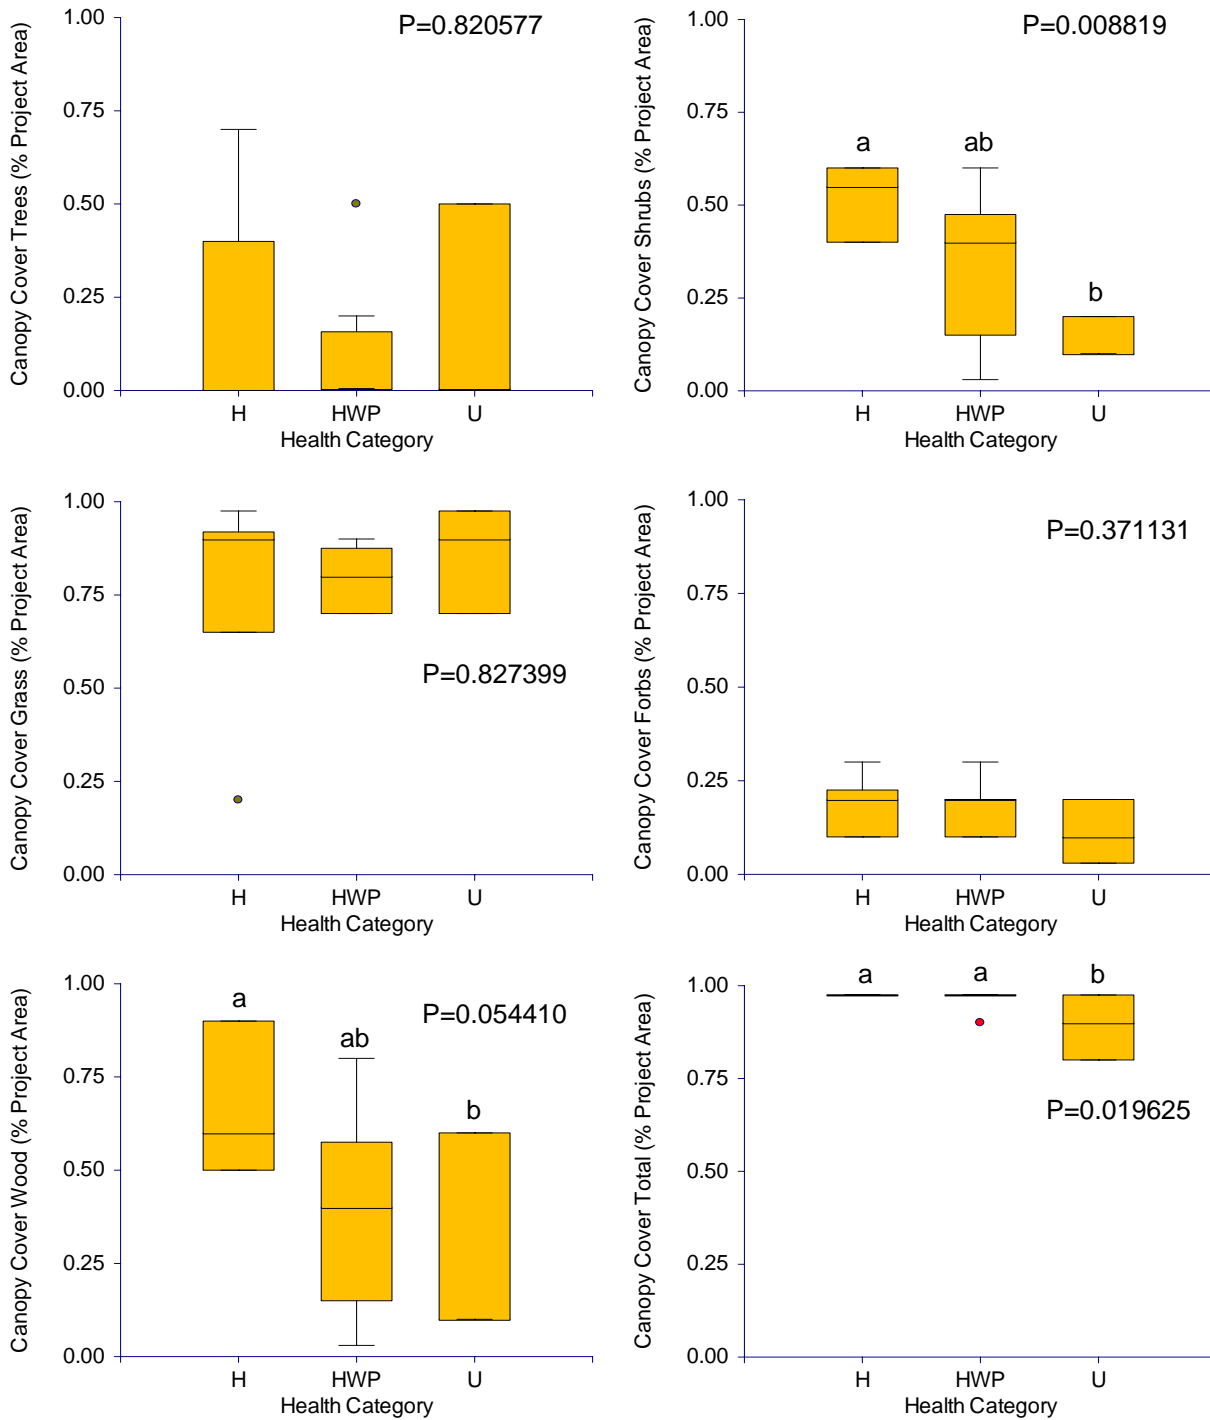 Canopy Cover Trees (% Project Area)
1.00
0.75
0.50
0.25
0.00
P=0.820577
H
HWP
U
Health Category
Canopy Cover Shrubs (% Project Area)
1.00
0.75
0.50
0.25
0.00
P=0.008819
a
ab
b
H
HWP
U
Health Category
Canopy Cover Grass (% Project Area)
1.00
0.75
0.50
0.25
0.00
P=0.827399
H
HWP
U
Health Category
Canopy Cover Forbs (% Project Area)
1.00
0.75
0.50
0.25
0.00
P=0.371131
H
HWP
U
Health Category
Canopy Cover Wood (% Project Area)
1.00
0.75
0.50
0.25
0.00
a
ab
b
P=0.054410
H
HWP
U
Health Category
Canopy Cover Total (% Project Area)
1.00
0.75
0.50
0.25
0.00
a
a
b
P=0.019625
H
HWP
U
Health Category